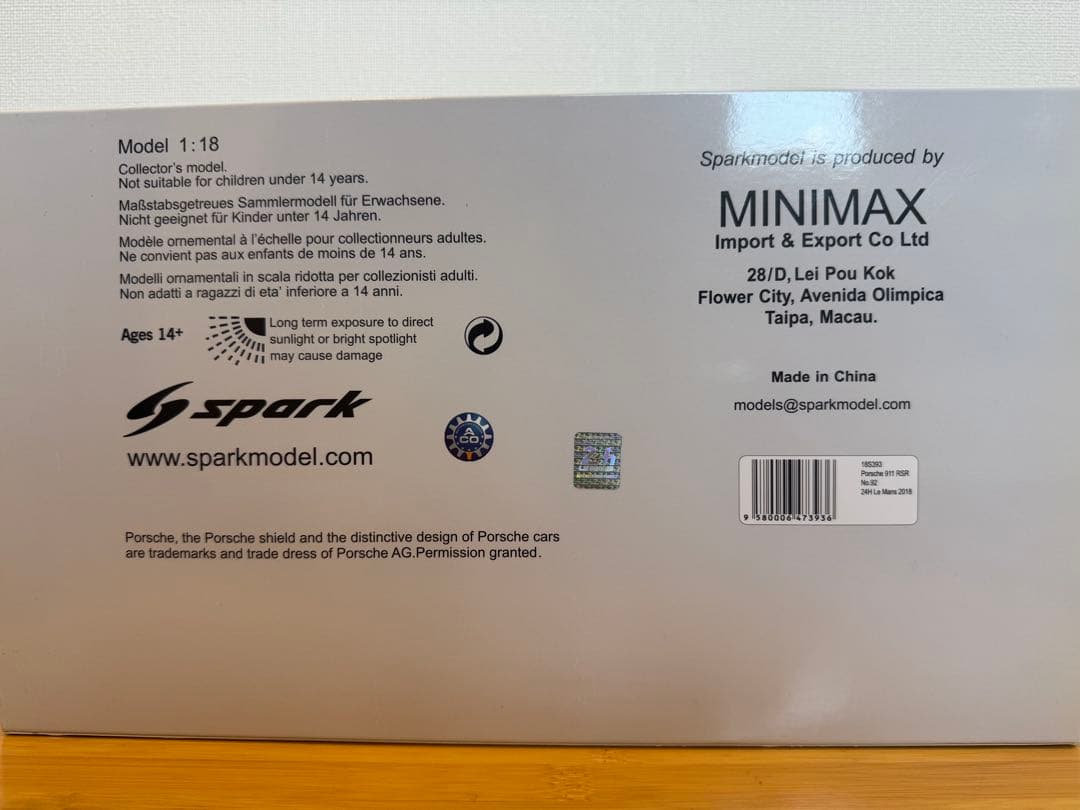 Model 1:18
Collector's model.
Not suitable for children under 14 years.
Maßstabsgetreues Sammlermodell für Erwachsene.
Nicht geeignet für Kinder unter 14 Jahren.
Modèle ornemental à l'échelle pour collectionneurs adultes.
Ne convient pas aux enfants de moins de 14 ans.
Modelli ornamentali in scala ridotta per collezionisti adulti.
Non adatti a ragazzi di eta' inferiore a 14 anni.
Ages 14+
Long term exposure to direct
sunlight or bright spotlight
may cause damage
spark
www.sparkmodel.com
ACO
24
Porsche, the Porsche shield and the distinctive design of Porsche cars
are trademarks and trade dress of Porsche AG.Permission granted.
Sparkmodel is produced by
MINIMAX
Import & Export Co Ltd
28/D, Lei Pou Kok
Flower City, Avenida Olimpica
Taipa, Macau.
Made in China
models@sparkmodel.com
18S393
Porsche 911 RSR
No.92
24H Le Mans 2018
9 580006 473936